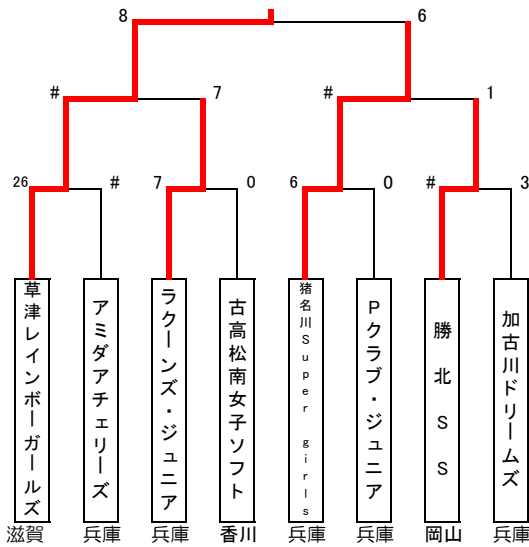 8 6
# 7 # 1
26 # 7 0 6 0 # 3
草津レインボーガールズ
アミダアチェリーズ
ラクーンズ・ジュニア
古高松南女子ソフト
猪名川Super girls
Pクラブ・ジュニア
勝北SS
加古川ドリームズ
滋賀 兵庫 兵庫 香川 兵庫 兵庫 岡山 兵庫